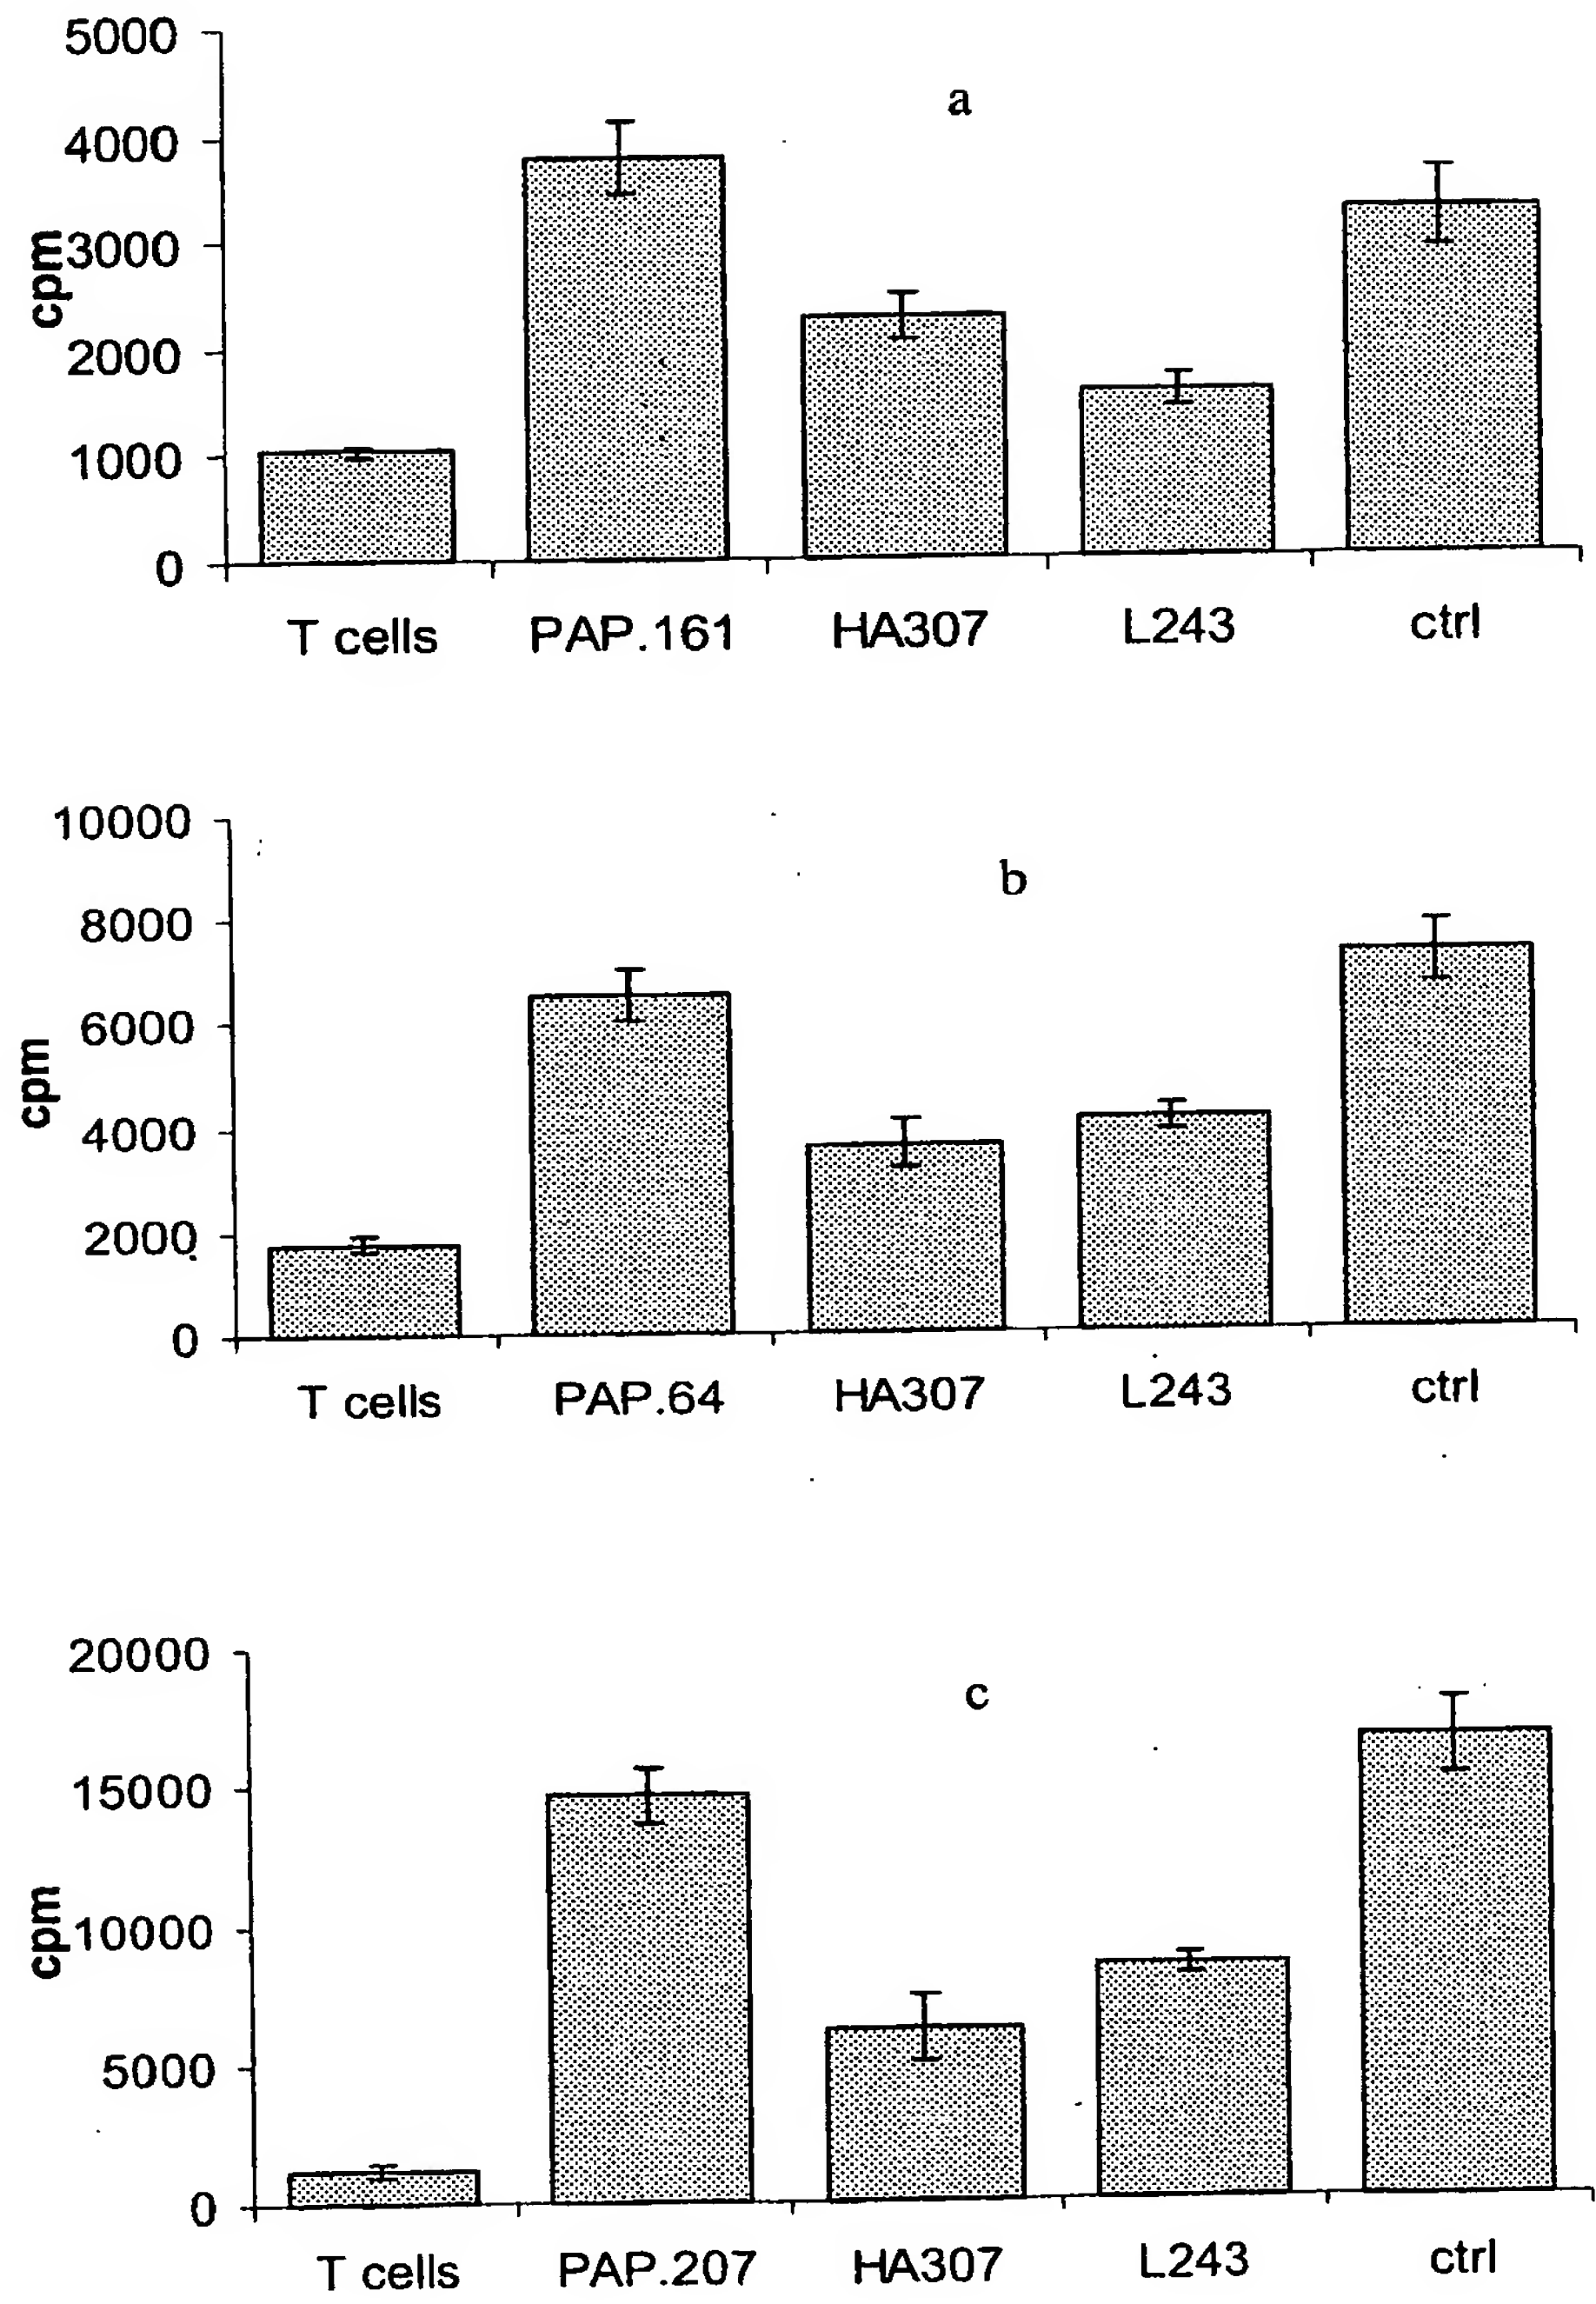 a
5000
4000
3000
2000
1000
0
cpm
T cells PAP.161 HA307 L243 ctrl
b
10000
8000
6000
4000
2000
0
cpm
T cells PAP.64 HA307 L243 ctrl
c
20000
15000
10000
5000
0
cpm
T cells PAP.207 HA307 L243 ctrl